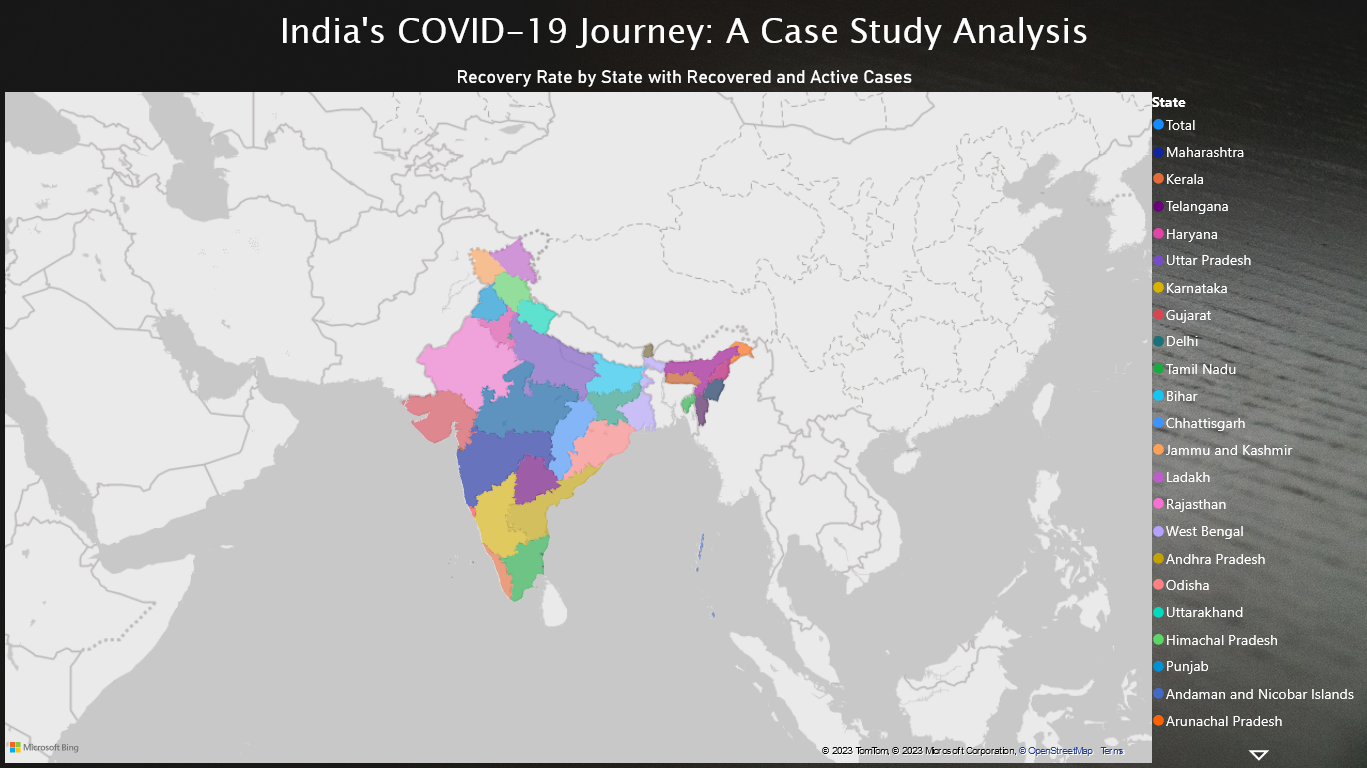 India's COVID-19 Journey: A Case Study Analysis
Recovery Rate by State with Recovered and Active Cases
State
Total
Maharashtra
Kerala
Telangana
Haryana
Uttar Pradesh
Karnataka
Gujarat
Delhi
Tamil Nadu
Bihar
Chhattisgarh
Jammu and Kashmir
Ladakh
Rajasthan
West Bengal
Andhra Pradesh
Odisha
Uttarakhand
Himachal Pradesh
Punjab
Andaman and Nicobar Islands
Arunachal Pradesh
Microsoft Bing
© 2023 TomTom, © 2023 Microsoft Corporation, © OpenStreetMap Terms